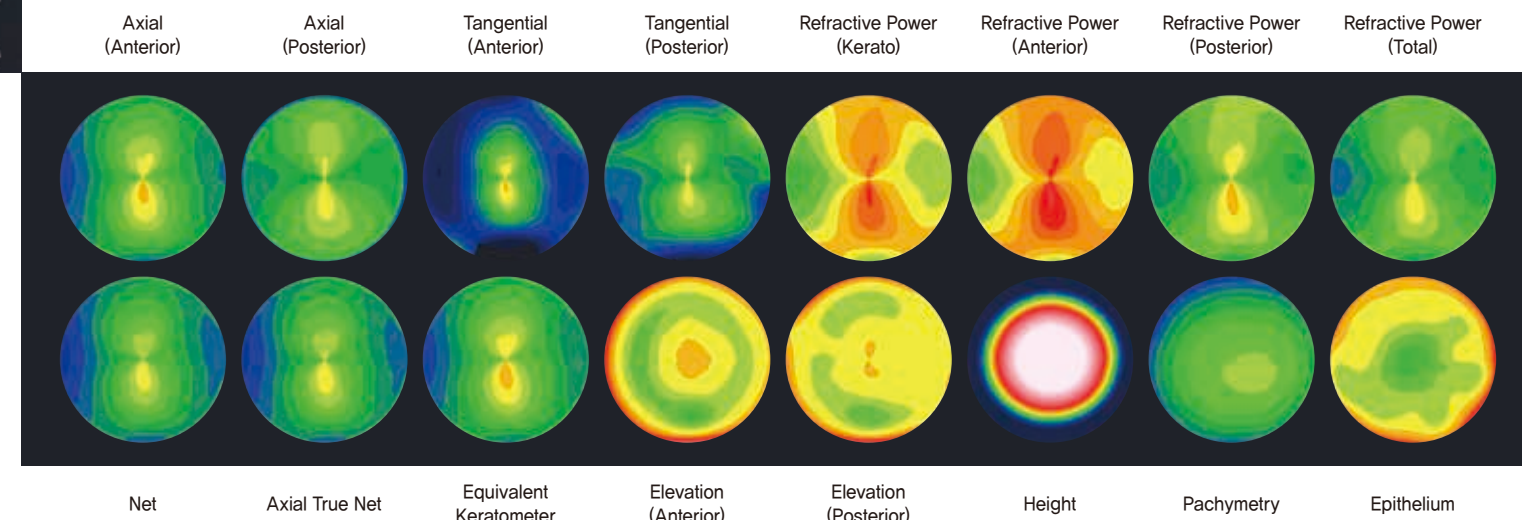 Axial
(Anterior)
Axial
(Posterior)
Tangential
(Anterior)
Tangential
(Posterior)
Refractive Power
(Kerato)
Refractive Power
(Anterior)
Refractive Power
(Posterior)
Refractive Power
(Total)
Net
Axial True Net
Equivalent
Keratometer
Elevation
(Anterior)
Elevation
(Posterior)
Height
Pachymetry
Epithelium